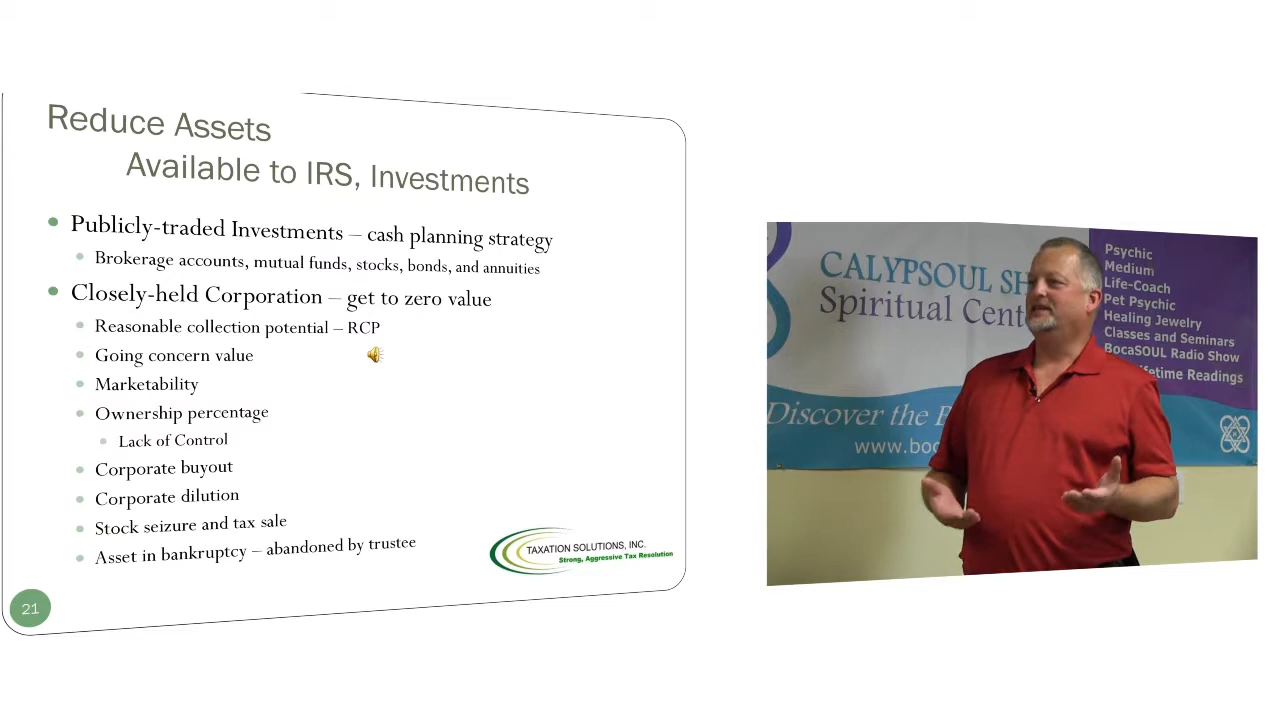 Reduce Assets
Available to IRS, Investments
Publicly-traded Investments – cash planning strategy
Brokerage accounts, mutual funds, stocks, bonds, and annuities
Closely-held Corporation – get to zero value
Reasonable collection potential – RCP
Going concern value
Marketability
Ownership percentage
Lack of Control
Corporate buyout
Corporate dilution
Stock seizure and tax sale
Asset in bankruptcy – abandoned by trustee
TAXATION SOLUTIONS, INC.
Strong, Aggressive Tax Resolution
21
CALYPSOUL
Spiritual
Discover the
www.
Psychic
Medium
Life-Coach
Pet Psychic
Healing Jewelry
Classes and Seminars
BocaSOUL Radio Show
Readings